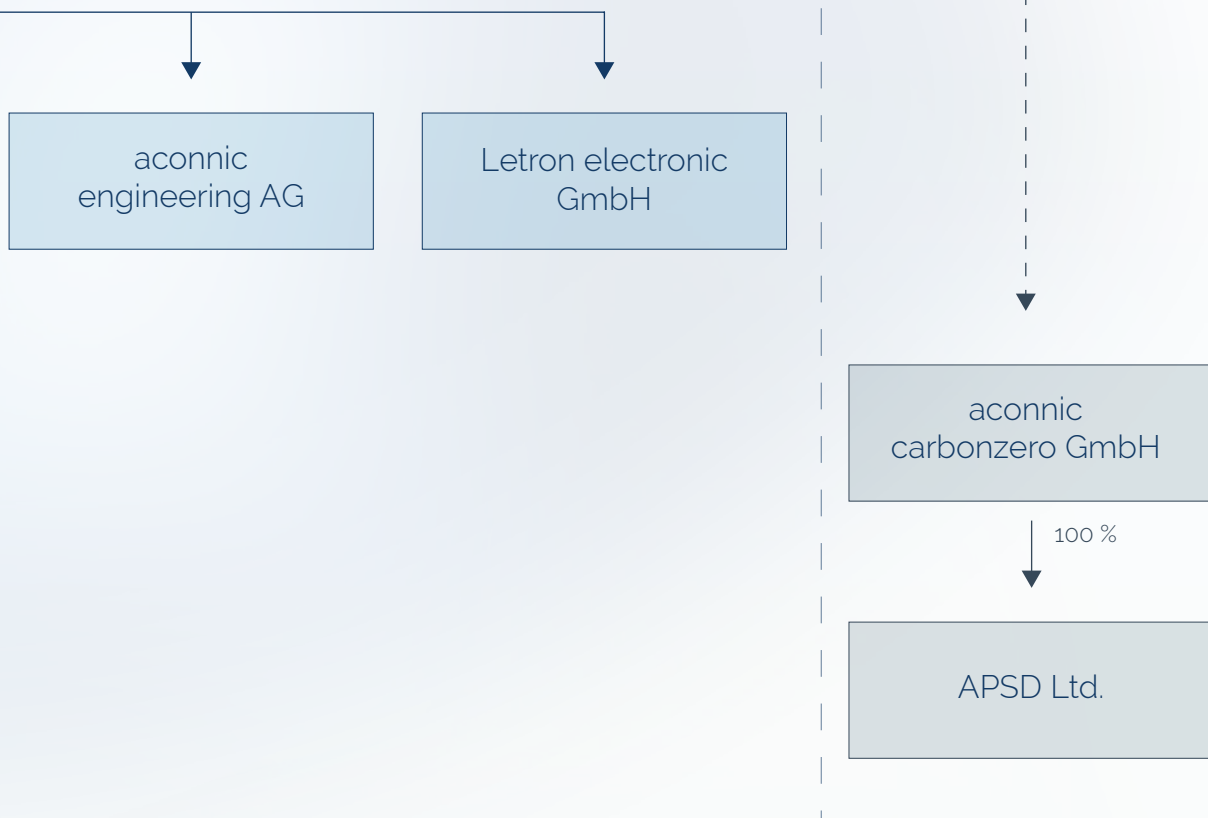 aconnic
engineering AG
Letron electronic
GmbH
aconnic
carbonzero GmbH
100 %
APSD Ltd.